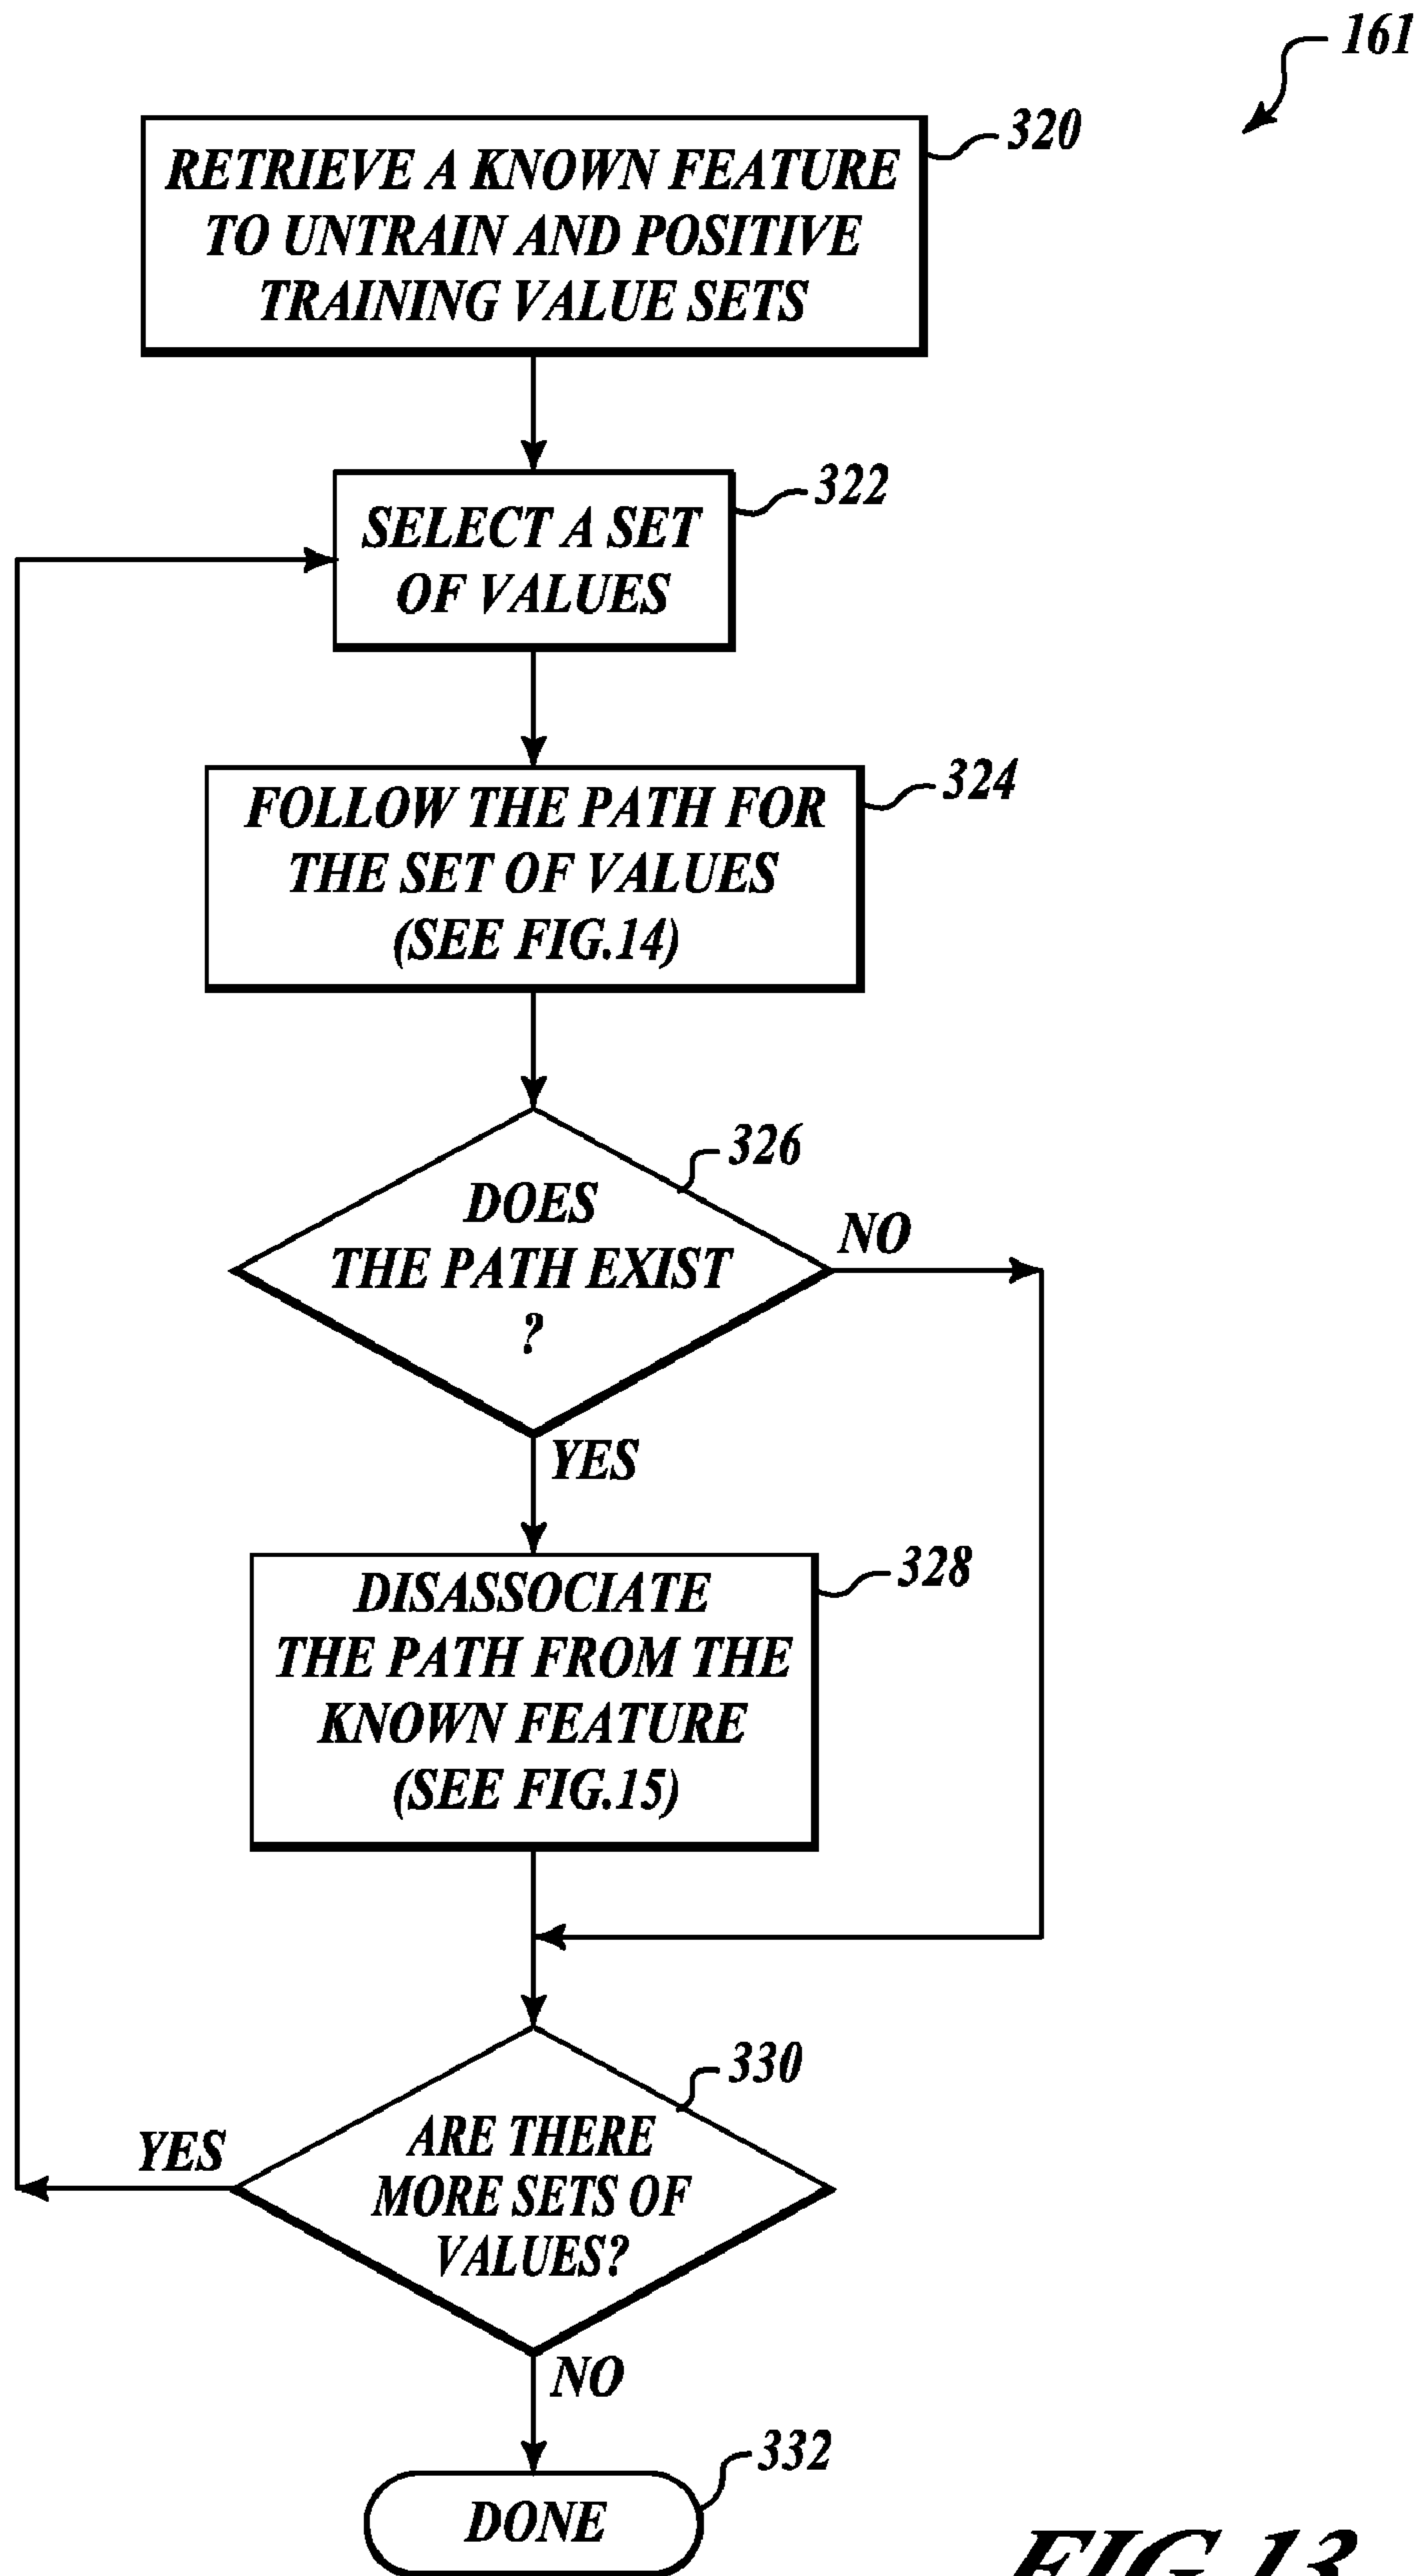 161
320
RETRIEVE A KNOWN FEATURE
TO UNTRAIN AND POSITIVE
TRAINING VALUE SETS
322
SELECT A SET
OF VALUES
324
FOLLOW THE PATH FOR
THE SET OF VALUES
(SEE FIG.14)
326
DOES
THE PATH EXIST
?
NO
YES
328
DISASSOCIATE
THE PATH FROM THE
KNOWN FEATURE
(SEE FIG.15)
330
ARE THERE
MORE SETS OF
VALUES?
YES
NO
332
DONE
FIG.13